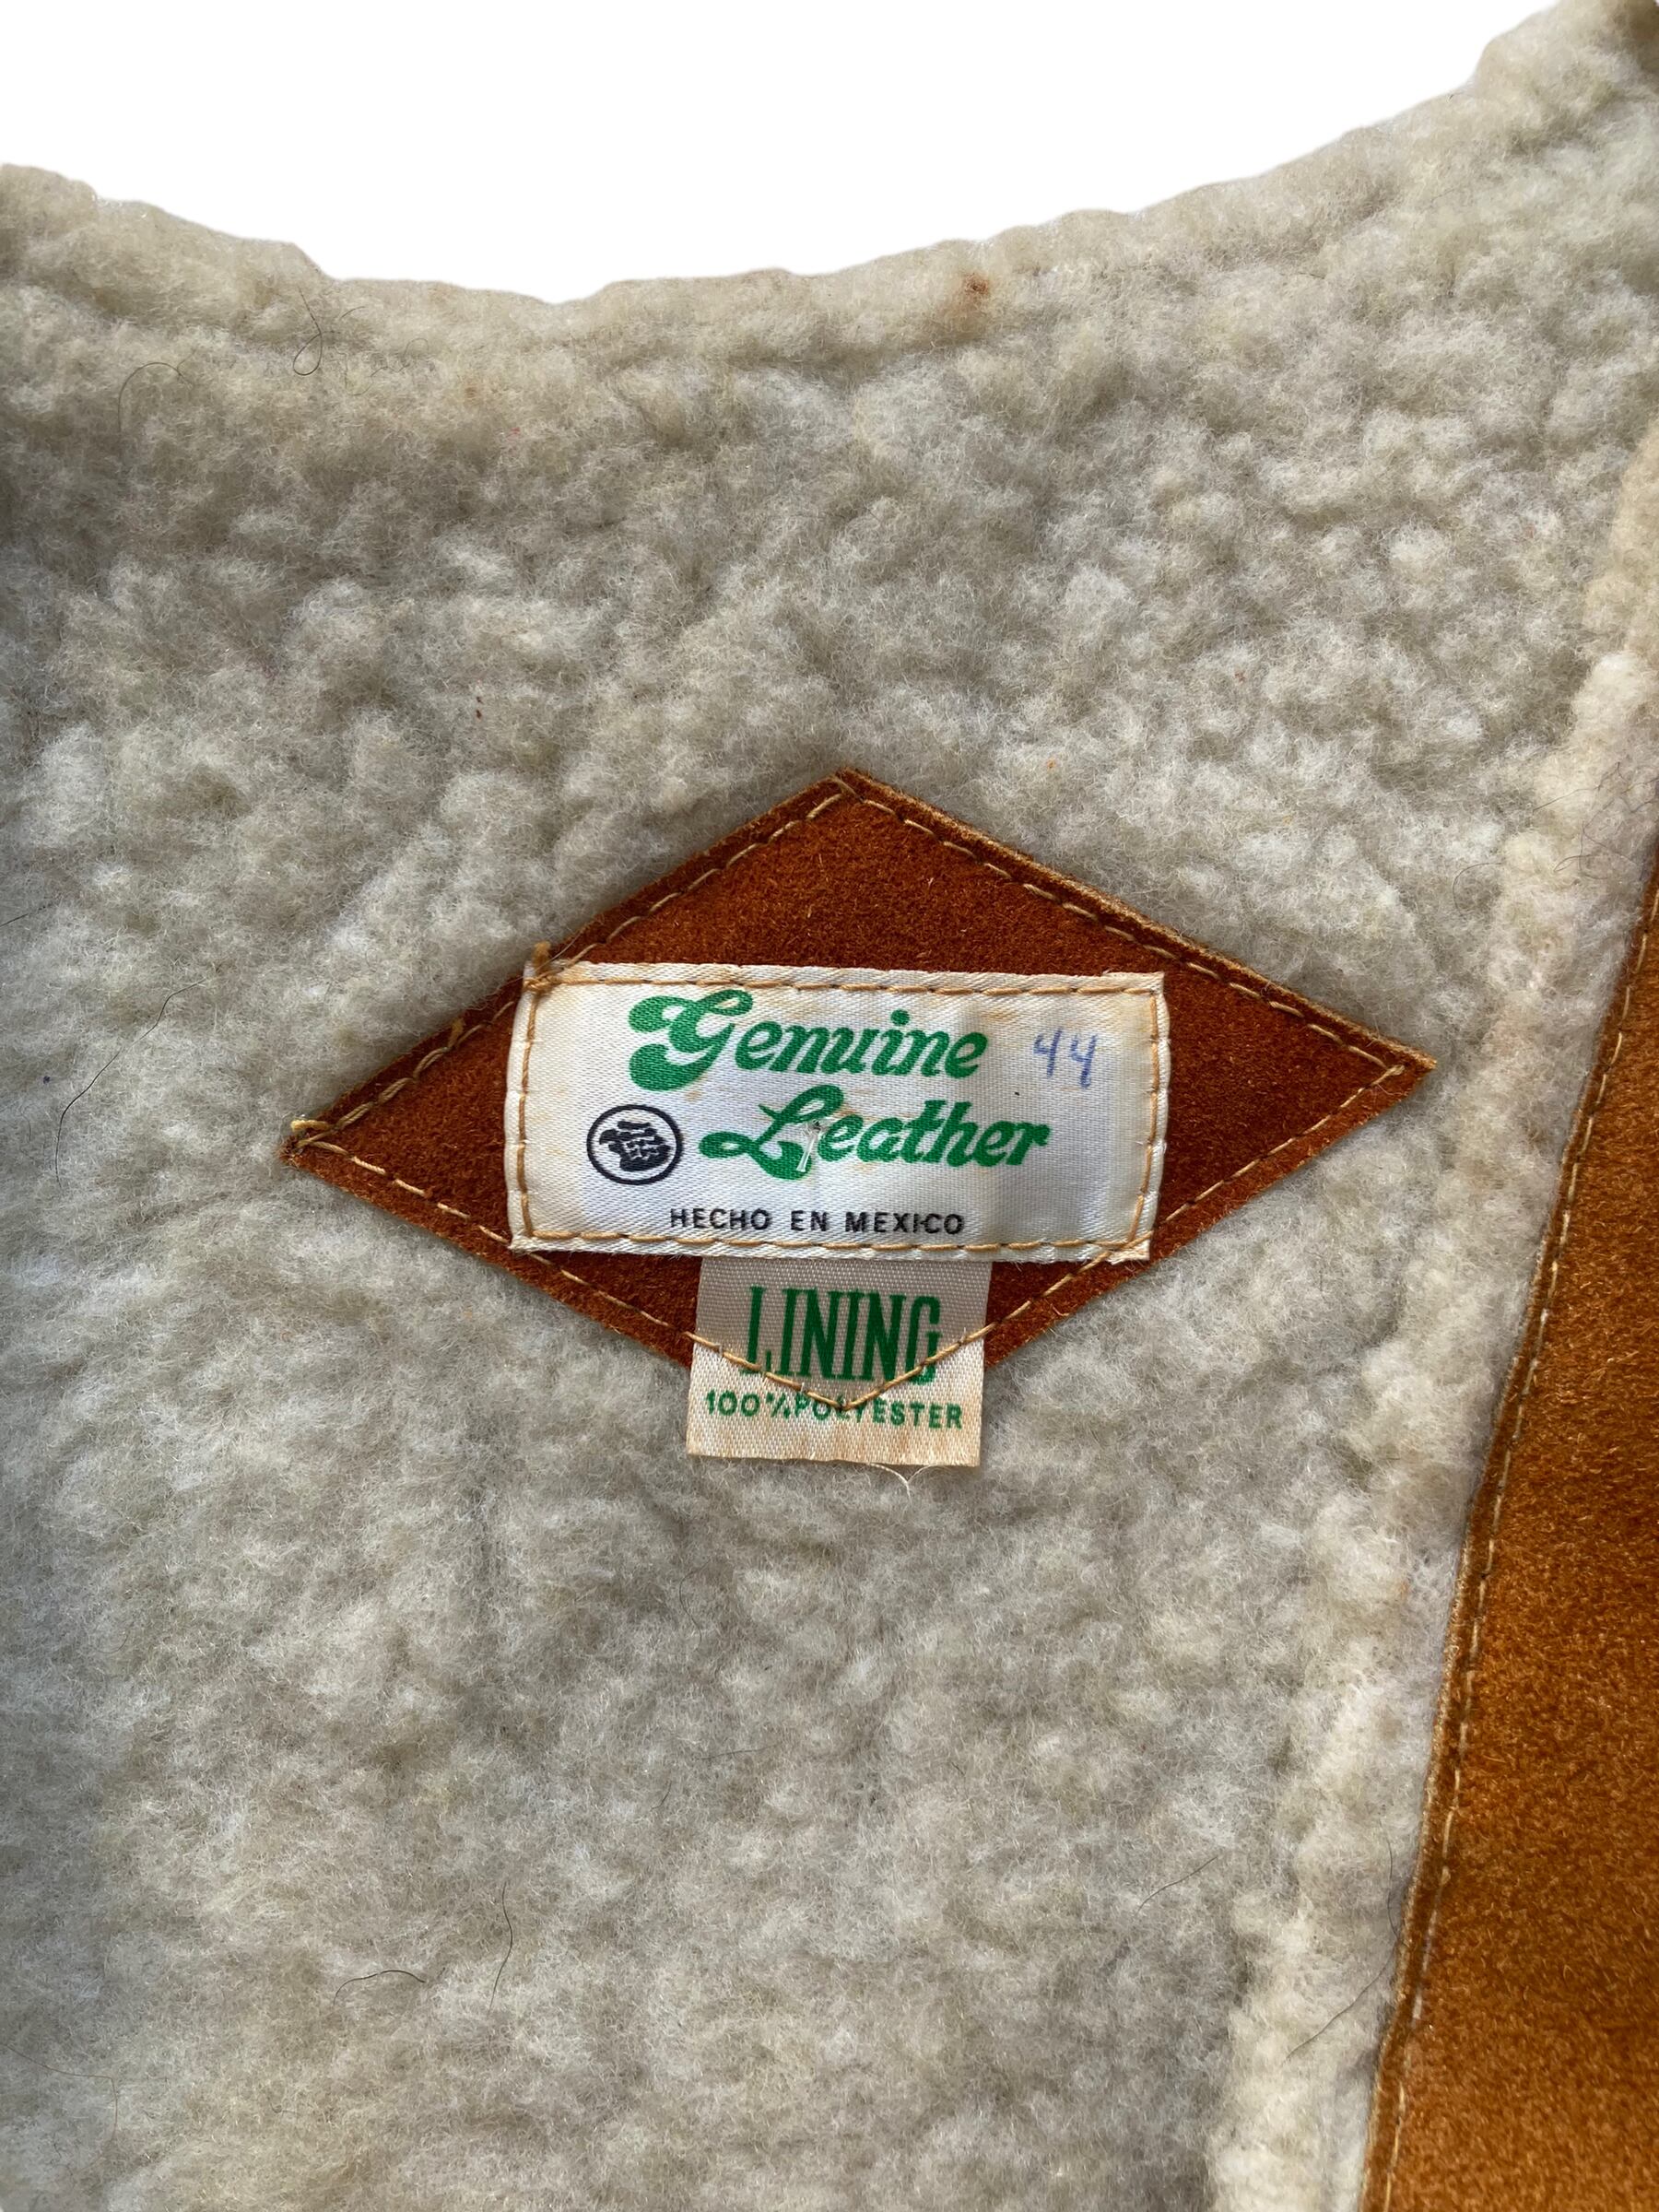 Genuine 44
Leather
HECHO EN MEXICO
LINING
100% POLYESTER